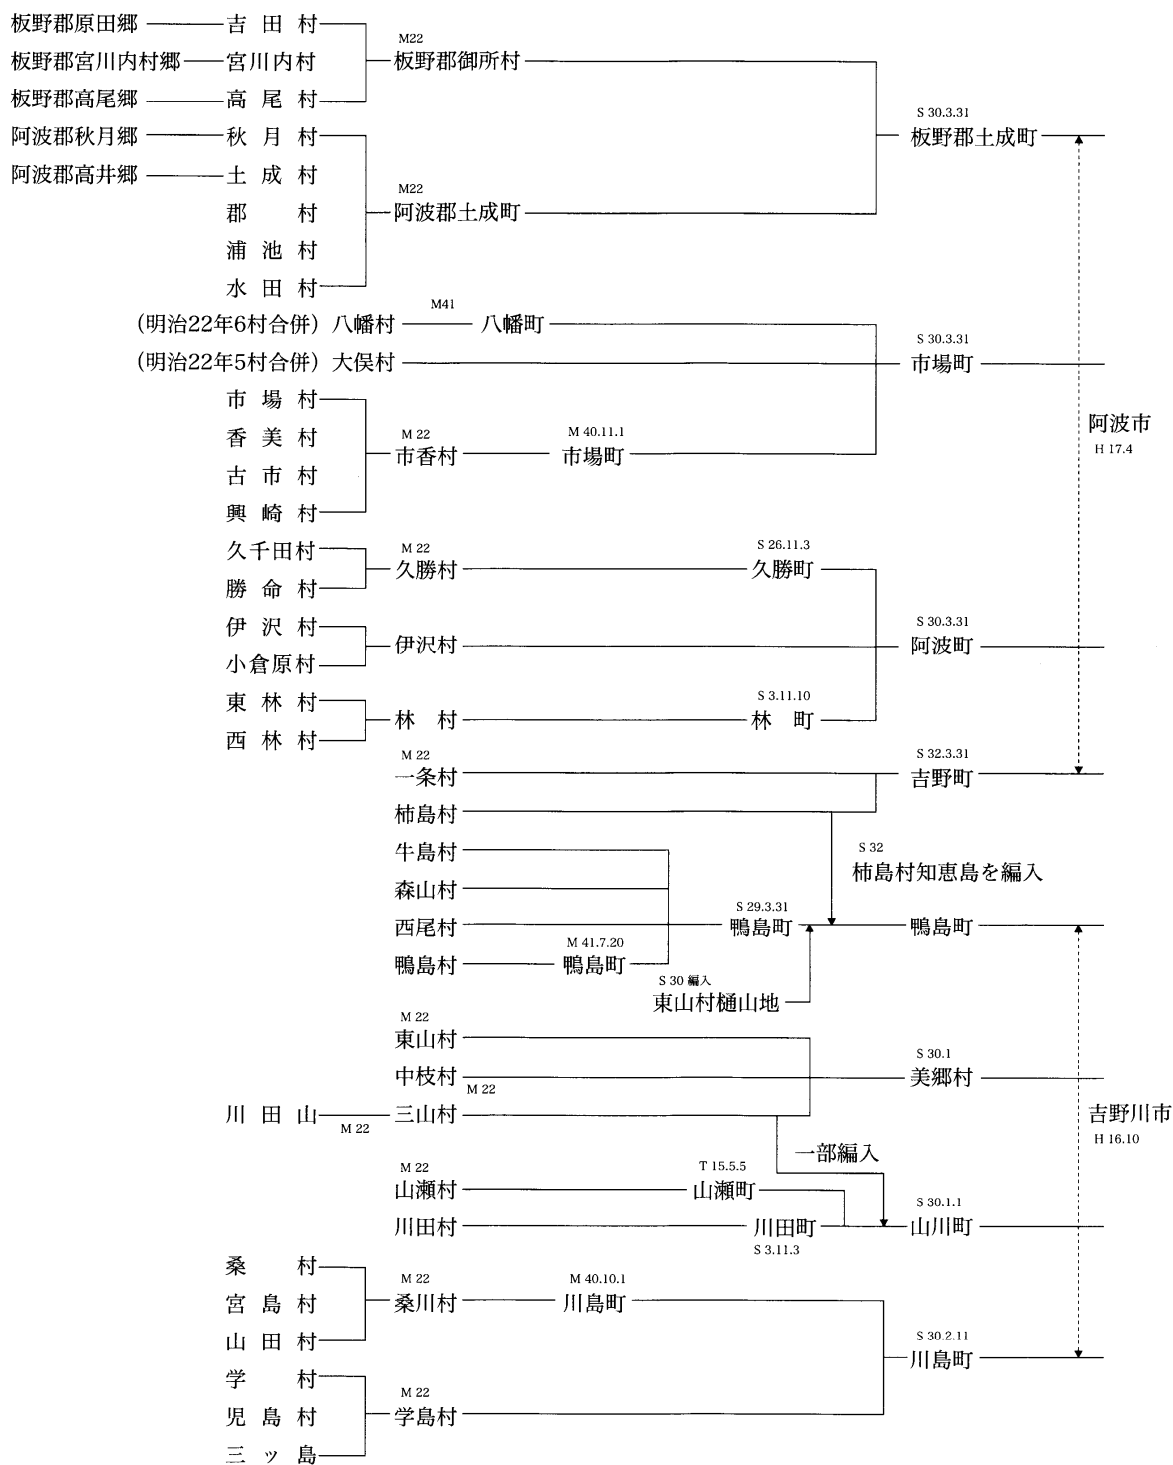 板野郡原田郷 吉田村
M22
板野郡宮川内村郷 宮川内村 板野郡御所村
板野郡高尾郷 高尾村
S 30.3.31
阿波郡秋月郷 秋月村 板野郡土成町
阿波郡高井郷 土成村
M22
郡村 阿波郡土成町
浦池村
水田村
M41
(明治22年6村合併) 八幡村 八幡町
S 30.3.31
(明治22年5村合併) 大俣村 市場町
市場村
阿波市
香美村
M 22 M 40.11.1
H 17.4
市香村 市場町
古市村
興崎村
久千田村
M 22 S 26.11.3
久勝村 久勝町
勝命村
伊沢村
S 30.3.31
伊沢村 阿波町
小倉原村
東林村
S 3.11.10
林村 林町
西林村
M 22 S 32.3.31
一条村 吉野町
柿島村
牛島村
S 32
柿島村知恵島を編入
森山村
S 29.3.31
西尾村 鴨島町 鴨島町
M 41.7.20
鴨島村 鴨島町
S 30 編入
東山村樋山地
M 22
東山村
S 30.1
中枝村 美郷村
M 22
川田山 三山村 吉野川市
M 22
H 16.10
一部編入
M 22 T 15.5.5
山瀬村 山瀬町
S 30.1.1
川田村 川田町 山川町
S 3.11.3
桑村
M 22 M 40.10.1
宮島村 桑川村 川島町
山田村
S 30.2.11
川島町
学村
M 22
児島村 学島村
三ッ島